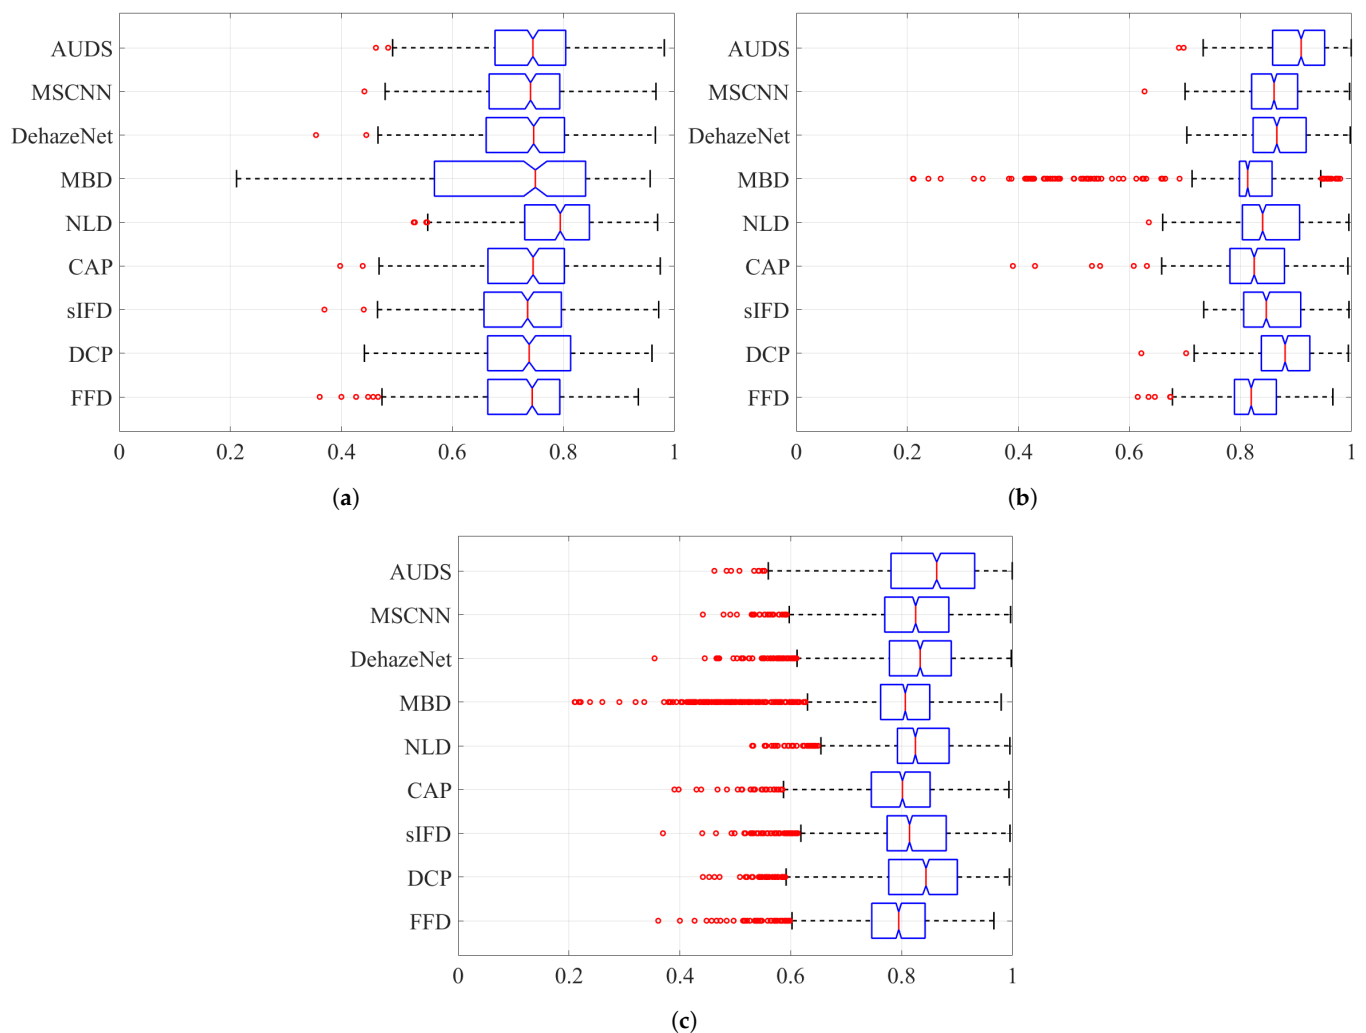 AUDS
MSCNN
DehazeNet
MBD
NLD
CAP
sIFD
DCP
FFD
0 0.2 0.4 0.6 0.8 1
(a)
AUDS
MSCNN
DehazeNet
MBD
NLD
CAP
sIFD
DCP
FFD
0 0.2 0.4 0.6 0.8 1
(b)
AUDS
MSCNN
DehazeNet
MBD
NLD
CAP
sIFD
DCP
FFD
0 0.2 0.4 0.6 0.8 1
(c)